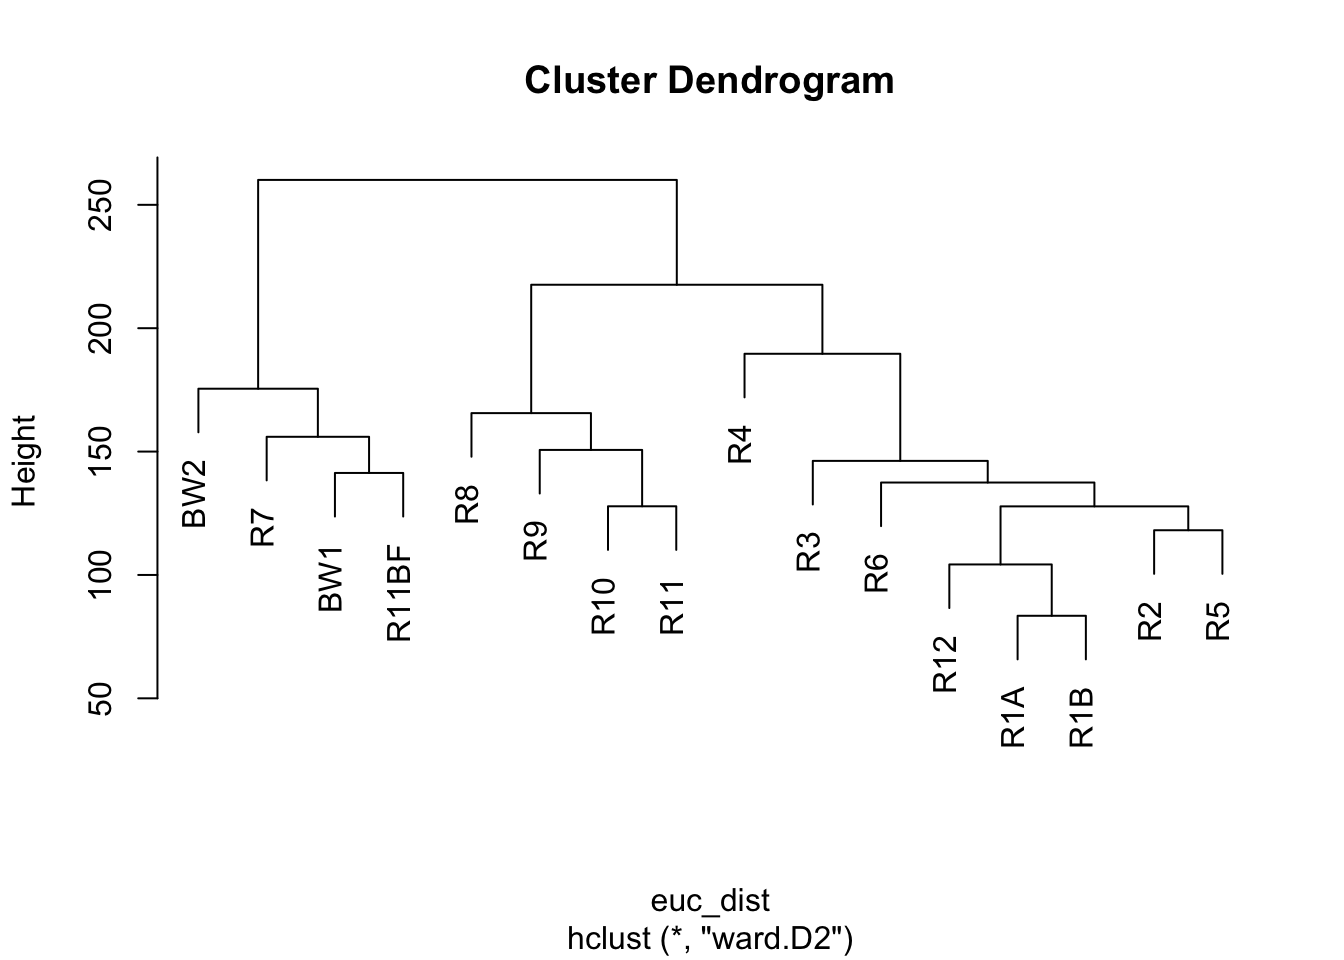 Cluster Dendrogram
Height
250
200
150
100
50
BW2
R7
BW1
R11BF
R8
R9
R10
R11
R4
R3
R6
R12
R1A
R1B
R2
R5
euc_dist
hclust (*, "ward.D2")